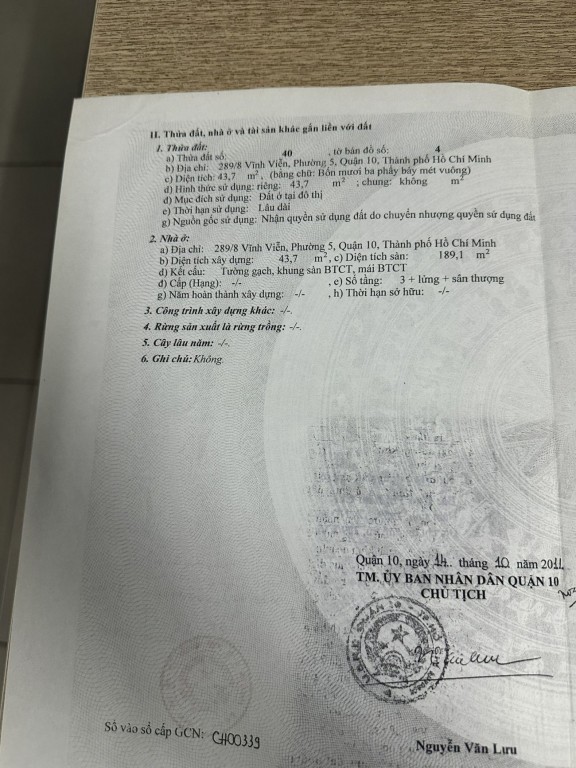 II. Thửa đất, nhà ở và tài sản khác gắn liền với đất
1. Thửa đất:
a) Thửa đất số: 40 , tờ bản đồ số: 4
b) Địa chỉ: 289/8 Vĩnh Viễn, Phường 5, Quận 10, Thành phố Hồ Chí Minh
c) Diện tích: 43,7 m², (bằng chữ: Bốn mươi ba phẩy bảy mét vuông)
d) Hình thức sử dụng: riêng: 43,7 m² ; chung: không m²
đ) Mục đích sử dụng: Đất ở tại đô thị
e) Thời hạn sử dụng: Lâu dài
g) Nguồn gốc sử dụng: Nhận quyền sử dụng đất do chuyển nhượng quyền sử dụng đất
2. Nhà ở:
a) Địa chỉ: 289/8 Vĩnh Viễn, Phường 5, Quận 10, Thành phố Hồ Chí Minh
b) Diện tích xây dựng: 43,7 m², c) Diện tích sàn: 189,1 m²
d) Kết cấu: Tường gạch, khung sàn BTCT, mái BTCT
đ) Cấp (Hạng): -/- , e) Số tầng: 3 + lửng + sân thượng
g) Năm hoàn thành xây dựng: -/- , h) Thời hạn sở hữu: -/-
3. Công trình xây dựng khác: -/-.
4. Rừng sản xuất là rừng trồng: -/-.
5. Cây lâu năm: -/-.
6. Ghi chú: Không.
Quận 10, ngày 14. tháng 10 năm 2011
TM. ỦY BAN NHÂN DÂN QUẬN 10
CHỦ TỊCH
Số vào sổ cấp GCN: CH00339
Nguyễn Văn Lưu